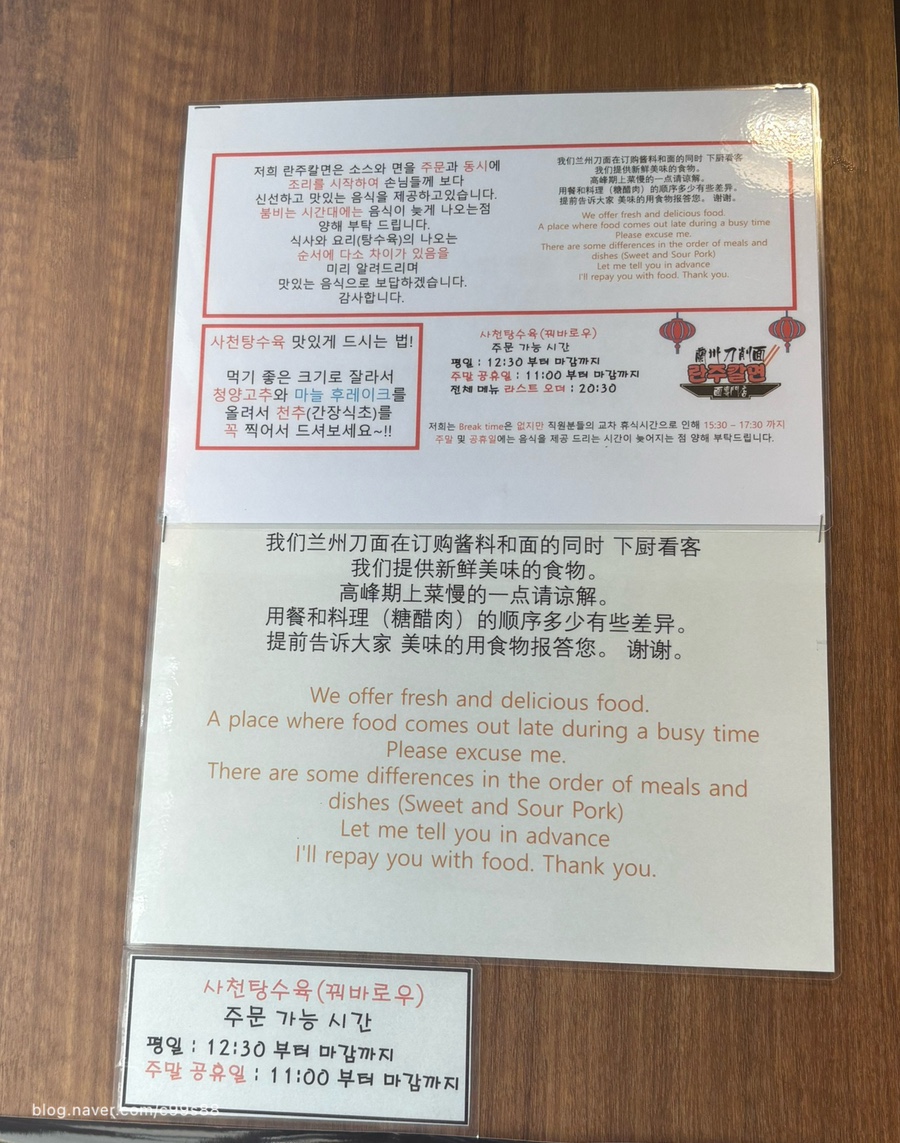 저희 란주칼면은 소스와 면을 주문과 동시에
조리를 시작하여 손님들께 보다
신선하고 맛있는 음식을 제공하고있습니다.
붐비는 시간대에는 음식이 늦게 나오는점
양해 부탁 드립니다.
식사와 요리(탕수육)의 나오는
순서에 다소 차이가 있음을
미리 알려드리며
맛있는 음식으로 보답하겠습니다.
감사합니다.
我们兰州刀面在订购酱料和面的同时 下厨看客
我们提供新鲜美味的食物。
高峰期上菜慢的一点请谅解。
用餐和料理（糖醋肉）的顺序多少有些差异。
提前告诉大家 美味的用食物报答您。 谢谢。
We offer fresh and delicious food.
A place where food comes out late during a busy time
Please excuse me.
There are some differences in the order of meals and
dishes (Sweet and Sour Pork)
Let me tell you in advance
I'll repay you with food. Thank you.
사천탕수육 맛있게 드시는 법!
먹기 좋은 크기로 잘라서
청양고추와 마늘 후레이크를
올려서 천추(간장식초)를
꼭 찍어서 드셔보세요~!!
사천탕수육(꿔바로우)
주문 가능 시간
평일 : 12:30 부터 마감까지
주말 공휴일 : 11:00 부터 마감까지
전체 메뉴 라스트 오더 : 20:30
蘭州刀削面
란주칼면
저희는 Break time은 없지만 직원분들의 교차 휴식시간으로 인해 15:30 – 17:30 까지
주말 및 공휴일에는 음식을 제공 드리는 시간이 늦어지는 점 양해 부탁드립니다.
我们兰州刀面在订购酱料和面的同时 下厨看客
我们提供新鲜美味的食物。
高峰期上菜慢的一点请谅解。
用餐和料理（糖醋肉）的顺序多少有些差异。
提前告诉大家 美味的用食物报答您。 谢谢。
We offer fresh and delicious food.
A place where food comes out late during a busy time
Please excuse me.
There are some differences in the order of meals and
dishes (Sweet and Sour Pork)
Let me tell you in advance
I'll repay you with food. Thank you.
사천탕수육(꿔바로우)
주문 가능 시간
평일 : 12:30 부터 마감까지
주말 공휴일 : 11:00 부터 마감까지